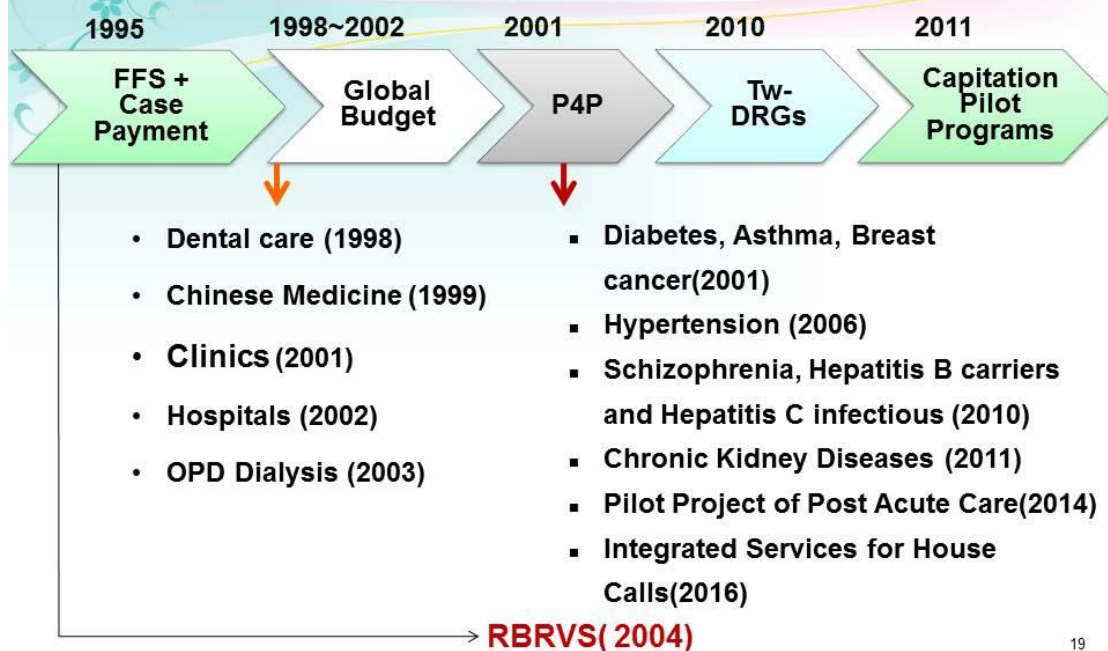 1995
1998~2002
2001
2010
2011
FFS +
Case
Payment
Global
Budget
P4P
Tw-
DRGs
Capitation
Pilot
Programs
• Dental care (1998)
• Chinese Medicine (1999)
• Clinics (2001)
• Hospitals (2002)
• OPD Dialysis (2003)
▪ Diabetes, Asthma, Breast
cancer(2001)
▪ Hypertension (2006)
▪ Schizophrenia, Hepatitis B carriers
and Hepatitis C infectious (2010)
▪ Chronic Kidney Diseases (2011)
▪ Pilot Project of Post Acute Care(2014)
▪ Integrated Services for House
Calls(2016)
RBRVS( 2004)
19